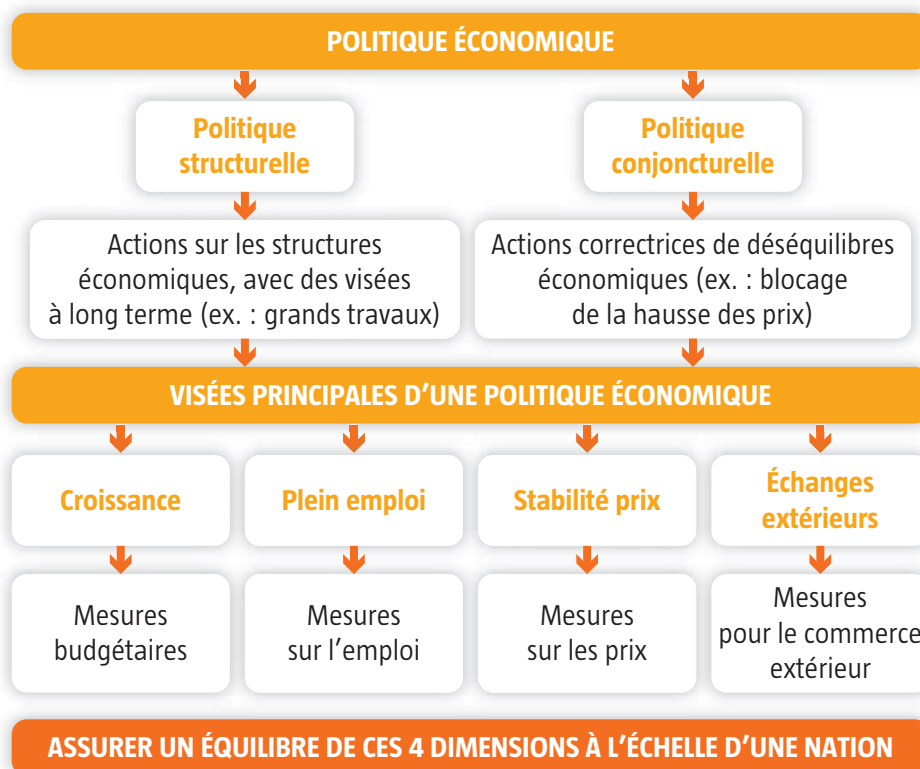 POLITIQUE ÉCONOMIQUE
Politique
structurelle
Politique
conjoncturelle
Actions sur les structures
économiques, avec des visées
à long terme (ex. : grands travaux)
Actions correctrices de déséquilibres
économiques (ex. : blocage
de la hausse des prix)
VISÉES PRINCIPALES D'UNE POLITIQUE ÉCONOMIQUE
Croissance
Plein emploi
Stabilité prix
Échanges
extérieurs
Mesures
budgétaires
Mesures
sur l'emploi
Mesures
sur les prix
Mesures
pour le commerce
extérieur
ASSURER UN ÉQUILIBRE DE CES 4 DIMENSIONS À L'ÉCHELLE D'UNE NATION